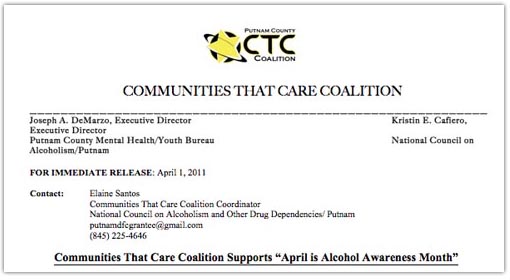 PUTNAM COUNTY
CTC
COALITION
COMMUNITIES THAT CARE COALITION
Joseph A. DeMarzo, Executive Director Kristin E. Cafiero,
Executive Director
Putnam County Mental Health/Youth Bureau National Council on
Alcoholism/Putnam
FOR IMMEDIATE RELEASE: April 1, 2011
Contact: Elaine Santos
Communities That Care Coalition Coordinator
National Council on Alcoholism and Other Drug Dependencies/ Putnam
putnamdfcgrantee@gmail.com
(845) 225-4646
Communities That Care Coalition Supports “April is Alcohol Awareness Month”